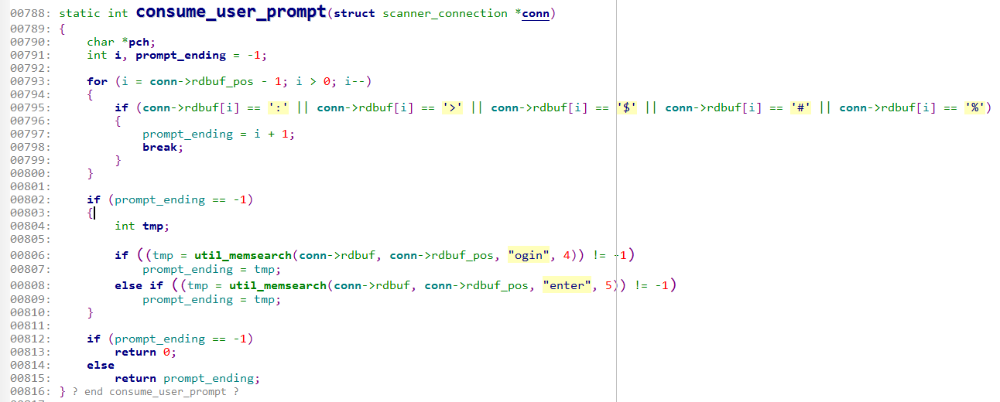 00788: static int consume_user_prompt(struct scanner_connection *conn)
00789: {
00790:     char *pch;
00791:     int i, prompt_ending = -1;
00792:
00793:     for (i = conn->rdbuf_pos - 1; i > 0; i--)
00794:     {
00795:         if (conn->rdbuf[i] == ':' || conn->rdbuf[i] == '>' || conn->rdbuf[i] == '$' || conn->rdbuf[i] == '#' || conn->rdbuf[i] == '%')
00796:         {
00797:             prompt_ending = i + 1;
00798:             break;
00799:         }
00800:     }
00801:
00802:     if (prompt_ending == -1)
00803:     {
00804:         int tmp;
00805:
00806:         if ((tmp = util_memsearch(conn->rdbuf, conn->rdbuf_pos, "ogin", 4)) != -1)
00807:             prompt_ending = tmp;
00808:         else if ((tmp = util_memsearch(conn->rdbuf, conn->rdbuf_pos, "enter", 5)) != -1)
00809:             prompt_ending = tmp;
00810:     }
00811:
00812:     if (prompt_ending == -1)
00813:         return 0;
00814:     else
00815:         return prompt_ending;
00816: } ? end consume_user_prompt ?